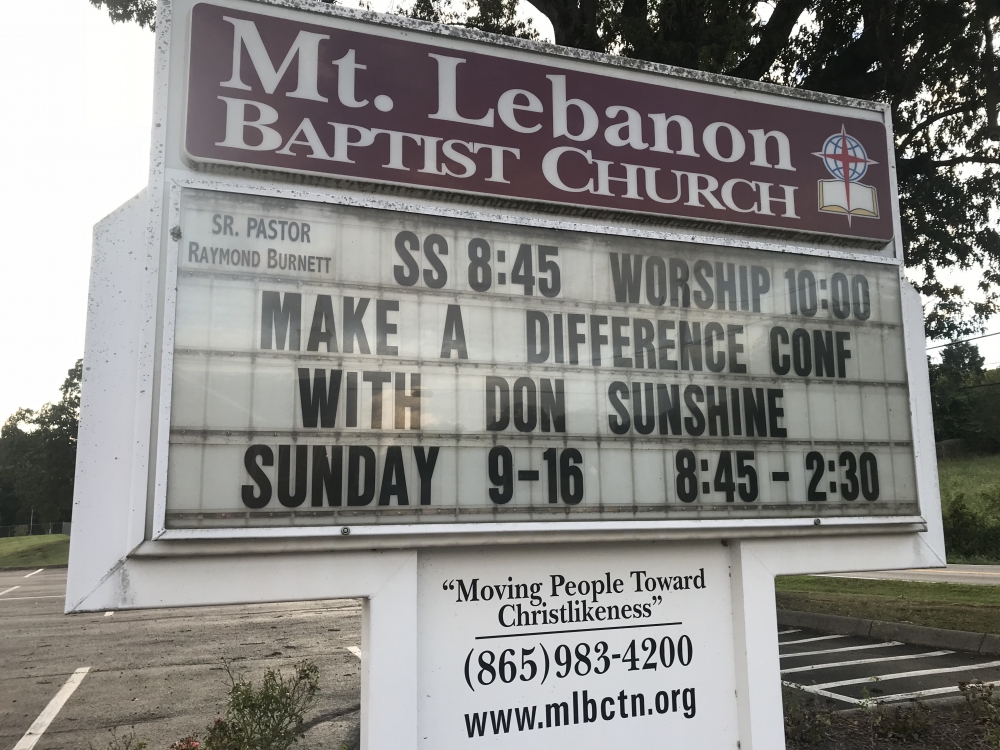 Mt. Lebanon
BAPTIST CHURCH
SR. PASTOR
RAYMOND BURNETT
SS 8:45 WORSHIP 10:00
MAKE A DIFFERENCE CONF
WITH DON SUNSHINE
SUNDAY 9-16 8:45 - 2:30
“Moving People Toward
Christlikeness”
(865)983-4200
www.mlbctn.org